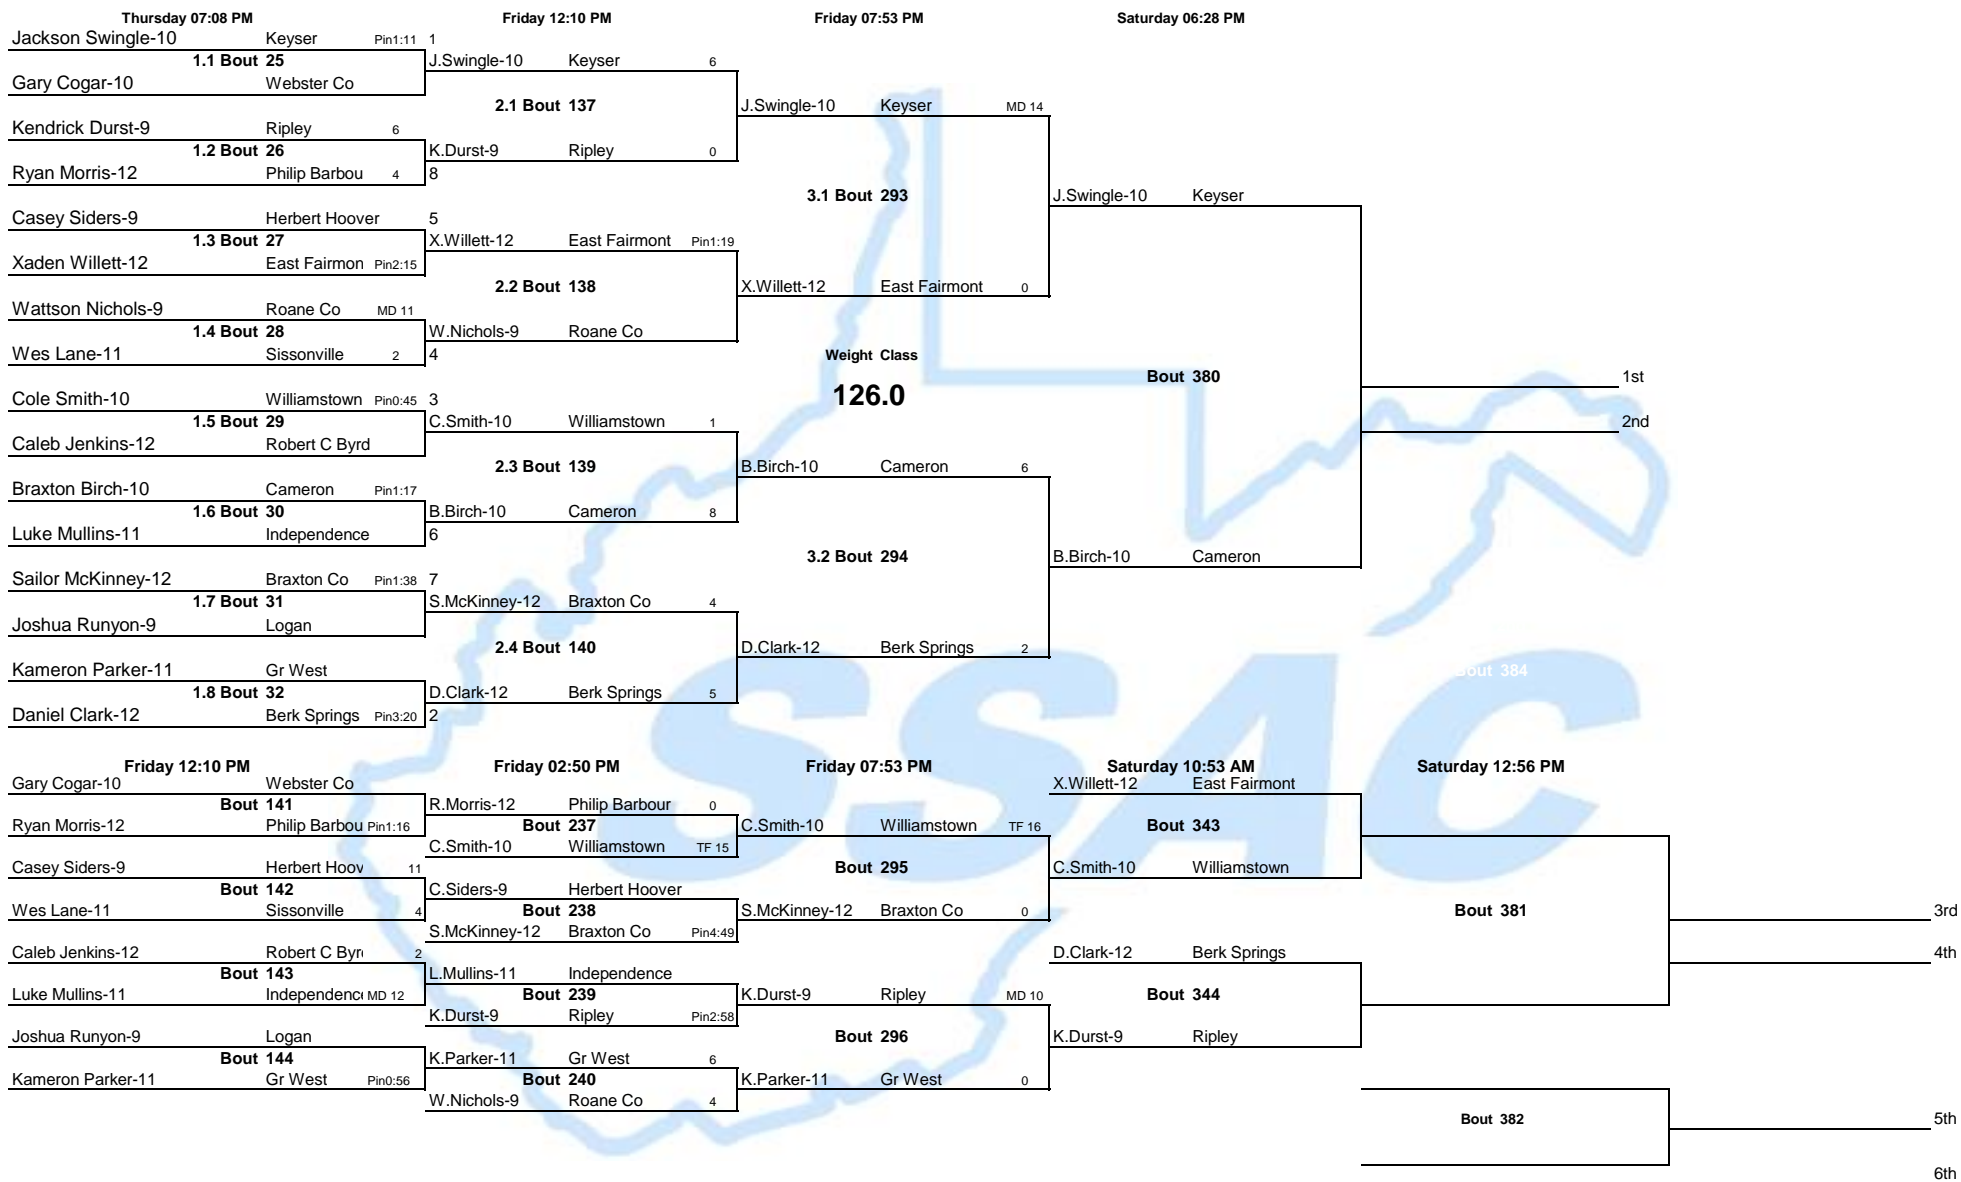 Thursday 07:08 PM Friday 12:10 PM Friday 07:53 PM Saturday 06:28 PM
Jackson Swingle-10 Keyser Pin1:11 1
1.1 Bout 25 J.Swingle-10 Keyser 6
Gary Cogar-10 Webster Co
2.1 Bout 137 J.Swingle-10 Keyser MD 14
Kendrick Durst-9 Ripley 6
1.2 Bout 26 K.Durst-9 Ripley 0
Ryan Morris-12 Philip Barbou 4 8
3.1 Bout 293 J.Swingle-10 Keyser
Casey Siders-9 Herbert Hoover 5
1.3 Bout 27 X.Willett-12 East Fairmont Pin1:19
Xaden Willett-12 East Fairmon Pin2:15
2.2 Bout 138 X.Willett-12 East Fairmont 0
Wattson Nichols-9 Roane Co MD 11
1.4 Bout 28 W.Nichols-9 Roane Co
Wes Lane-11 Sissonville 2 4 Weight Class
Bout 380 1st
126.0
Cole Smith-10 Williamstown Pin0:45 3
1.5 Bout 29 C.Smith-10 Williamstown 1 2nd
Caleb Jenkins-12 Robert C Byrd
2.3 Bout 139 B.Birch-10 Cameron 6
Braxton Birch-10 Cameron Pin1:17
1.6 Bout 30 B.Birch-10 Cameron 8
Luke Mullins-11 Independence 6
3.2 Bout 294 B.Birch-10 Cameron
Sailor McKinney-12 Braxton Co Pin1:38 7
1.7 Bout 31 S.McKinney-12 Braxton Co 4
Joshua Runyon-9 Logan
2.4 Bout 140 D.Clark-12 Berk Springs 2
Kameron Parker-11 Gr West Bout 384
1.8 Bout 32 D.Clark-12 Berk Springs 5
Daniel Clark-12 Berk Springs Pin3:20 2
SSAC
Friday 12:10 PM Friday 02:50 PM Friday 07:53 PM Saturday 10:53 AM Saturday 12:56 PM
Gary Cogar-10 Webster Co X.Willett-12 East Fairmont
Bout 141 R.Morris-12 Philip Barbour 0
Ryan Morris-12 Philip Barbou Pin1:16 Bout 237 C.Smith-10 Williamstown TF 16 Bout 343
C.Smith-10 Williamstown TF 15
Casey Siders-9 Herbert Hoov 11 Bout 295 C.Smith-10 Williamstown
Bout 142 C.Siders-9 Herbert Hoover
Wes Lane-11 Sissonville 4 Bout 238 S.McKinney-12 Braxton Co 0 Bout 381 3rd
S.McKinney-12 Braxton Co Pin4:49
Caleb Jenkins-12 Robert C Byr 2 D.Clark-12 Berk Springs 4th
Bout 143 L.Mullins-11 Independence
Luke Mullins-11 Independenc MD 12 Bout 239 K.Durst-9 Ripley MD 10 Bout 344
K.Durst-9 Ripley Pin2:58
Joshua Runyon-9 Logan Bout 296 K.Durst-9 Ripley
Bout 144 K.Parker-11 Gr West 6
Kameron Parker-11 Gr West Pin0:56 Bout 240 K.Parker-11 Gr West 0
W.Nichols-9 Roane Co 4
Bout 382 5th
6th